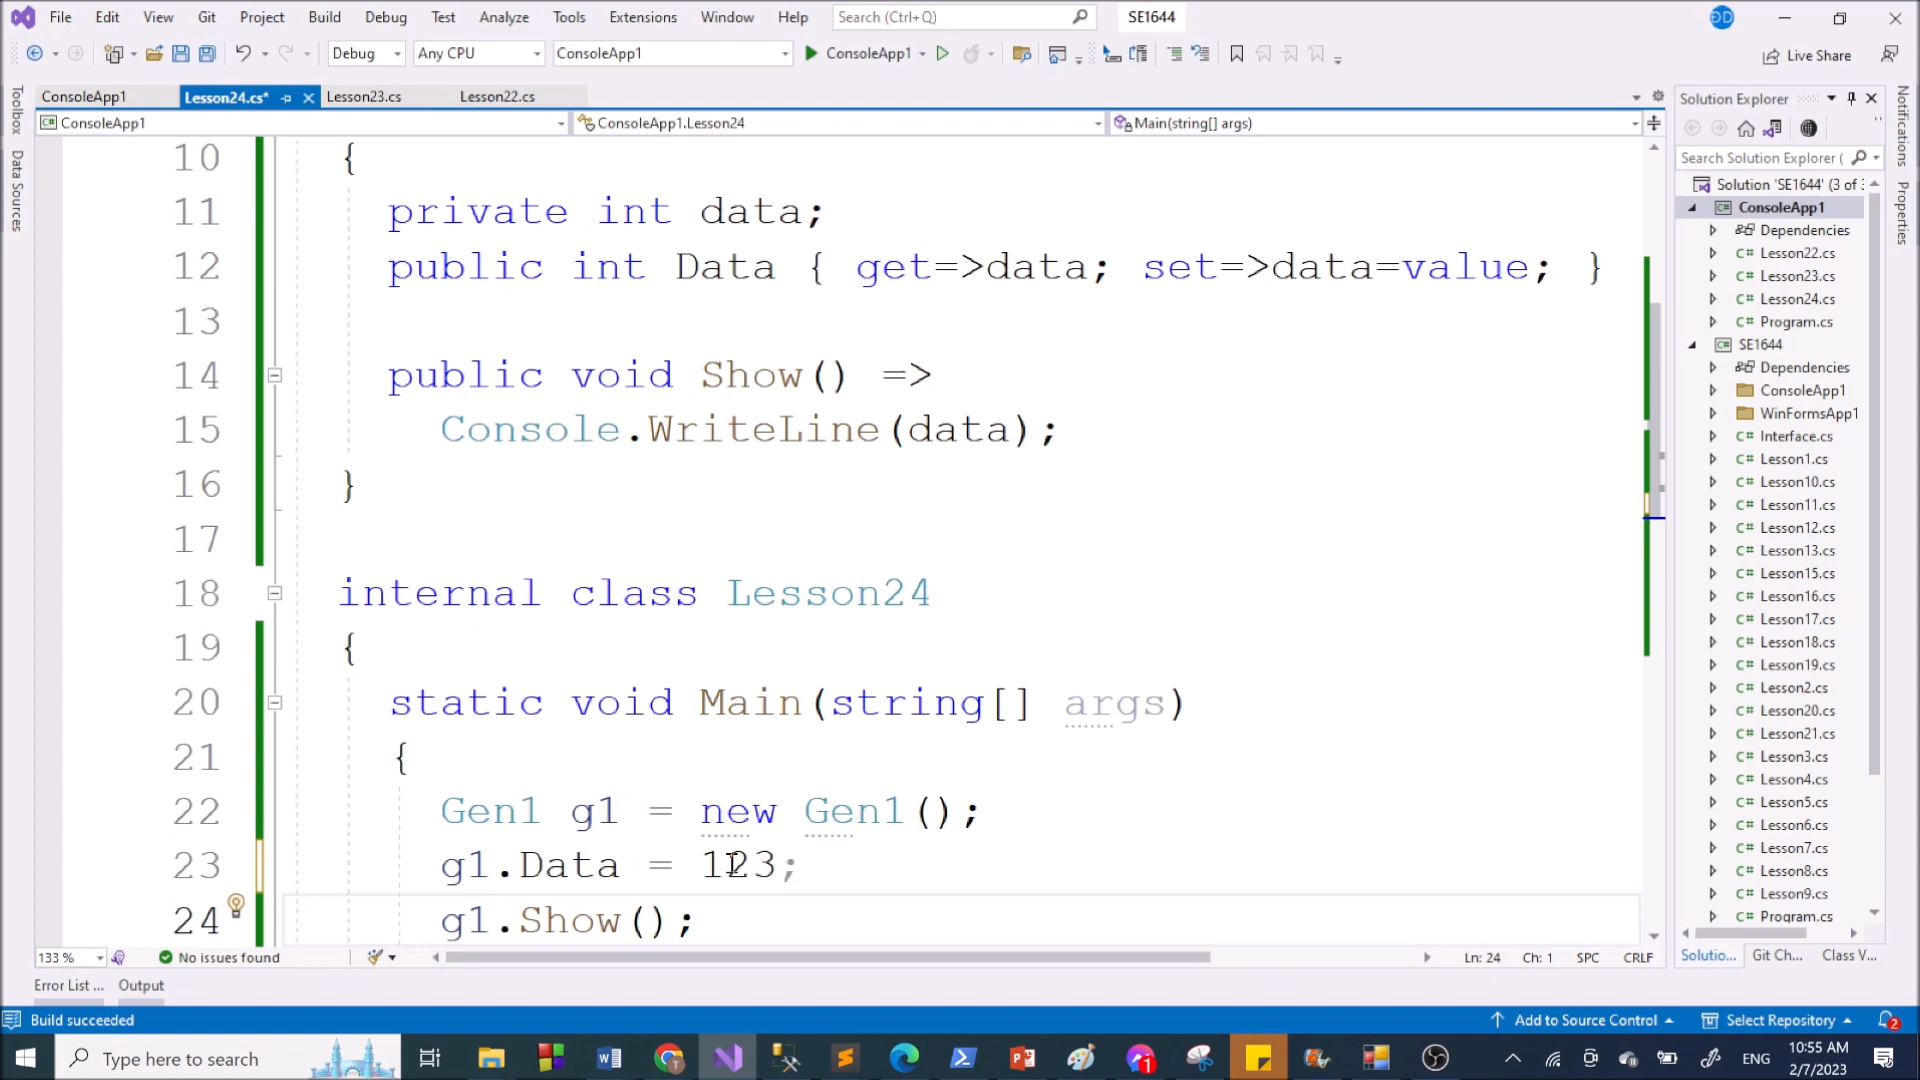 File Edit View Git Project Build Debug Test Analyze Tools Extensions Window Help Search (Ctrl+Q) SE1644
Debug Any CPU ConsoleApp1 ConsoleApp1 Live Share
ConsoleApp1 Lesson24.cs* Lesson23.cs Lesson22.cs
ConsoleApp1 ConsoleApp1.Lesson24 Main(string[] args)
Toolbox
Data Sources
10 {
11 private int data;
12 public int Data { get=>data; set=>data=value; }
13
14 public void Show() =>
15 Console.WriteLine(data);
16 }
17
18 internal class Lesson24
19 {
20 static void Main(string[] args)
21 {
22 Gen1 g1 = new Gen1();
23 g1.Data = 123;
24 g1.Show();
133 % No issues found Ln: 24 Ch: 1 SPC CRLF
Error List ... Output
Solution Explorer
Search Solution Explorer (
Solution 'SE1644' (3 of 3
ConsoleApp1
Dependencies
Lesson22.cs
Lesson23.cs
Lesson24.cs
Program.cs
SE1644
Dependencies
ConsoleApp1
WinFormsApp1
Interface.cs
Lesson1.cs
Lesson10.cs
Lesson11.cs
Lesson12.cs
Lesson13.cs
Lesson15.cs
Lesson16.cs
Lesson17.cs
Lesson18.cs
Lesson19.cs
Lesson2.cs
Lesson20.cs
Lesson21.cs
Lesson3.cs
Lesson4.cs
Lesson5.cs
Lesson6.cs
Lesson7.cs
Lesson8.cs
Lesson9.cs
Program.cs
Solutio... Git Ch... Class V...
Notifications
Properties
Build succeeded Add to Source Control Select Repository 2
Type here to search ENG 10:55 AM
2/7/2023